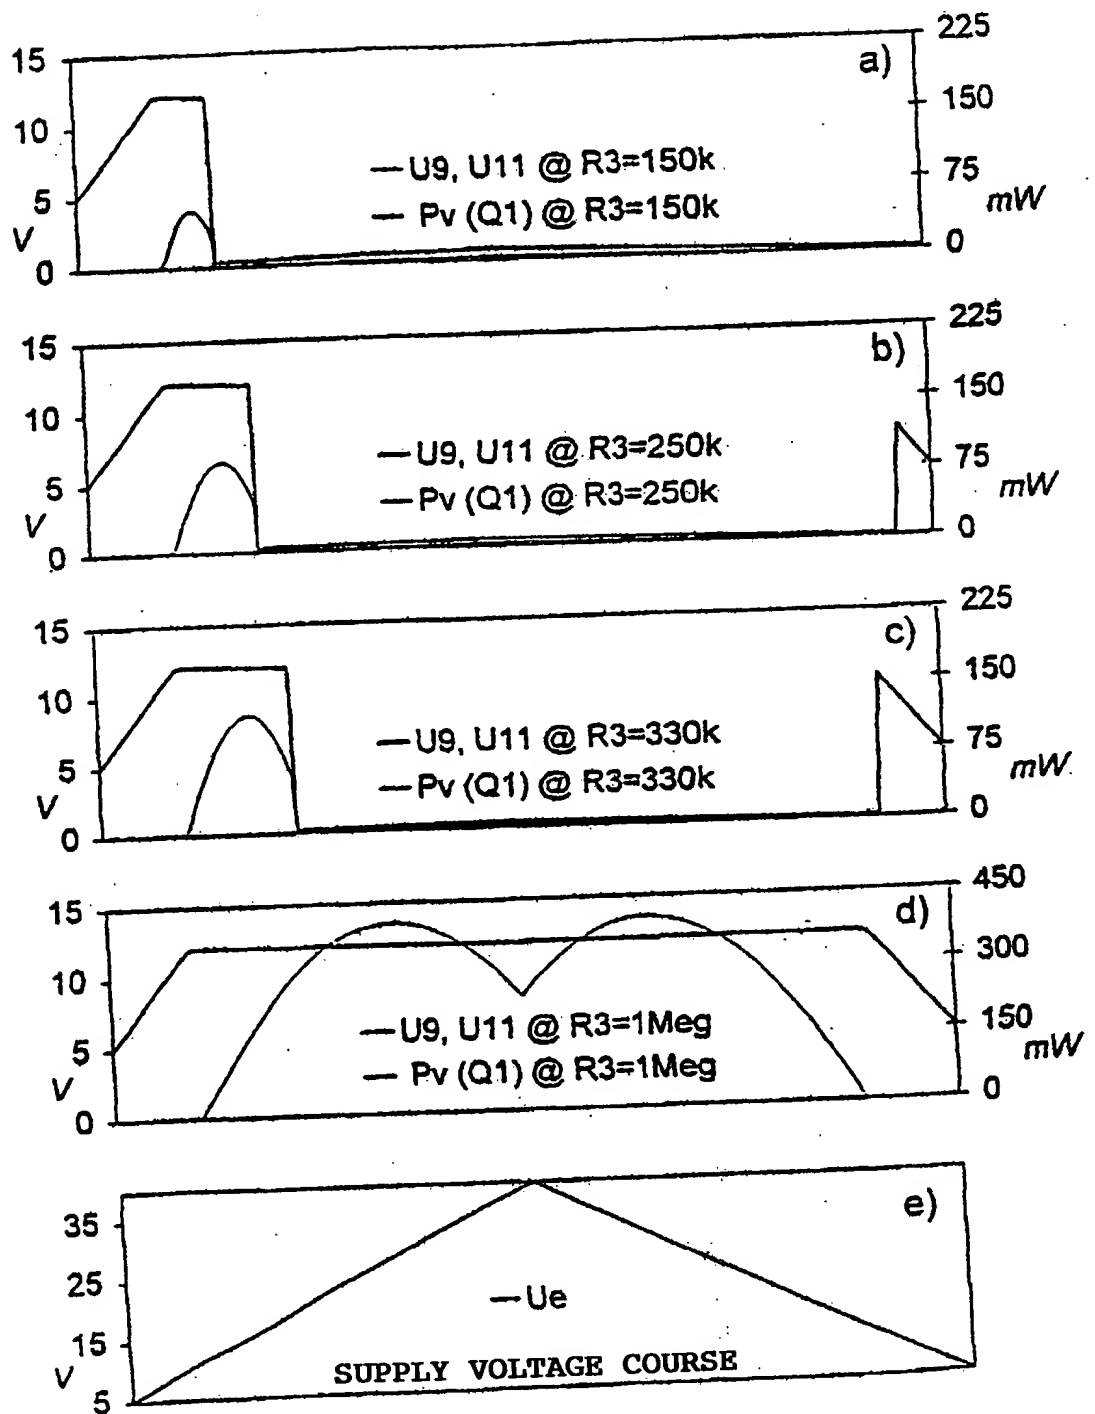 225
15
a)
150
10
—U9, U11 @ R3=150k
75
5
— Pv (Q1) @ R3=150k
mW
V
0
0
225
15
b)
150
10
—U9, U11 @ R3=250k
75
5
—Pv (Q1) @ R3=250k
mW
V
0
0
225
15
c)
150
10
—U9, U11 @ R3=330k
75
5
—Pv (Q1) @ R3=330k
mW
V
0
0
450
15
d)
300
10
—U9, U11 @ R3=1Meg
150
5
— Pv (Q1) @ R3=1Meg
mW
V
0
0
e)
35
25
—Ue
15
V
SUPPLY VOLTAGE COURSE
5